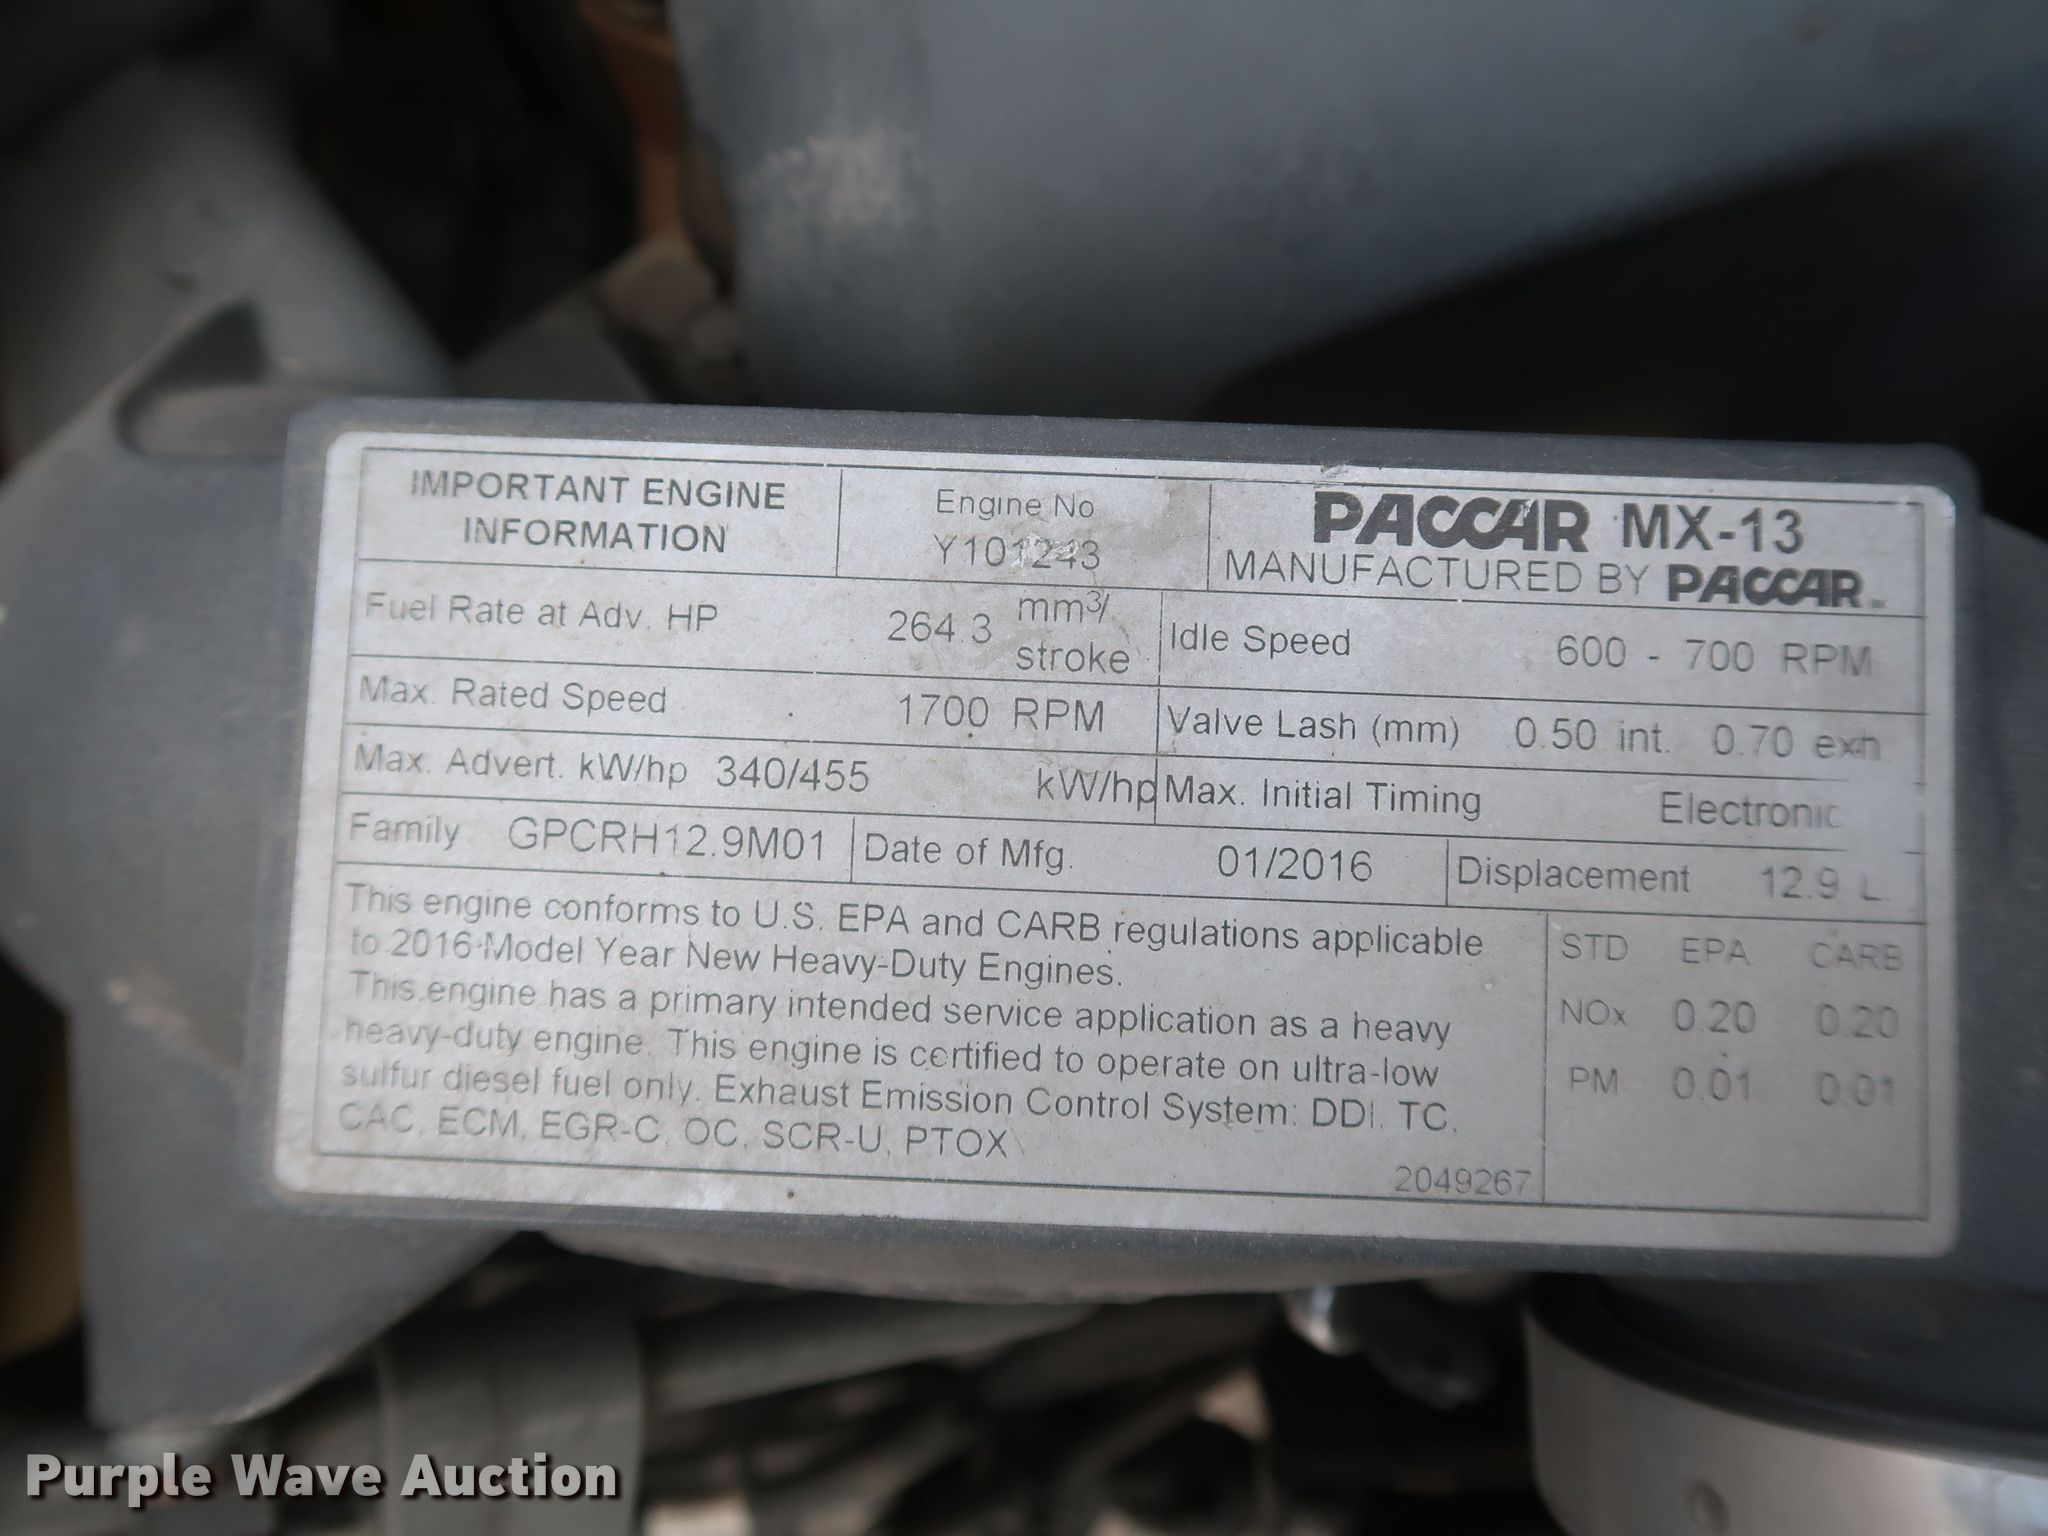 IMPORTANT ENGINE
INFORMATION
Engine No
Y101243
PACCAR MX-13
MANUFACTURED BY PACCAR
Fuel Rate at Adv. HP 264.3 mm³/
stroke
Idle Speed 600 - 700 RPM
Max. Rated Speed 1700 RPM
Valve Lash (mm) 0.50 int. 0.70 exh.
Max. Advert. kW/hp 340/455 kW/hp
Max. Initial Timing Electronic
Family GPCRH12.9M01
Date of Mfg. 01/2016
Displacement 12.9 L
This engine conforms to U.S. EPA and CARB regulations applicable
to 2016 Model Year New Heavy-Duty Engines.
This engine has a primary intended service application as a heavy
heavy-duty engine. This engine is certified to operate on ultra-low
sulfur diesel fuel only. Exhaust Emission Control System: DDI, TC,
CAC, ECM, EGR-C, OC, SCR-U, PTOX
2049267
STD EPA CARB
NOx 0.20 0.20
PM 0.01 0.01
Purple Wave Auction